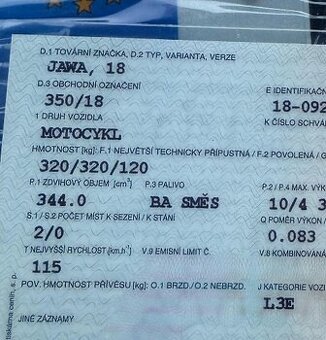 D.1 TOVÁRNÍ ZNAČKA, D.2 TYP, VARIANTA, VERZE
JAWA, 18
D.3 OBCHODNÍ OZNAČENÍ E IDENTIFIKAČN
350/18 18-092
1 DRUH VOZIDLA K ČÍSLO SCHVÁL
MOTOCYKL
HMOTNOST [kg]: F.1 NEJVĚTŠÍ TECHNICKY PŘÍPUSTNÁ / F.2 POVOLENÁ / G
320/320/120
P.1 ZDVIHOVÝ OBJEM [cm³] P.3 PALIVO P.2 / P.4 MAX. VÝK
344.0 BA SMĚS 10/4 3
S.1 / S.2 POČET MÍST K SEZENÍ / K STÁNÍ Q POMĚR VÝKON /
2/0 0.083
T NEJVYŠŠÍ RYCHLOST [km.h⁻¹] V.9 EMISNÍ LIMIT Č. V.8 KOMBINOVANÁ
115
POV. HMOTNOST PŘÍVĚSU [kg]: O.1 BRZD./ O.2 NEBRZD. J KATEGORIE VOZI
L3E
JINÉ ZÁZNAMY